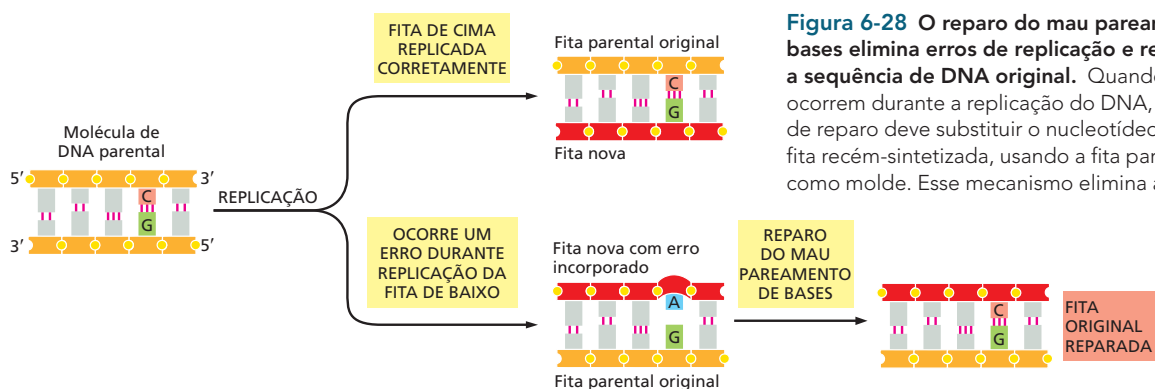 FITA DE CIMA
REPLICADA
CORRETAMENTE
Fita parental original
C
G
Fita nova
Figura 6-28 O reparo do mau parea
bases elimina erros de replicação e re
a sequência de DNA original. Quando
ocorrem durante a replicação do DNA,
de reparo deve substituir o nucleotídeo
fita recém-sintetizada, usando a fita par
como molde. Esse mecanismo elimina a
Molécula de
DNA parental
5′ 3′
C
G
3′ 5′
REPLICAÇÃO
OCORRE UM
ERRO DURANTE
REPLICAÇÃO DA
FITA DE BAIXO
Fita nova com erro
incorporado
A
G
Fita parental original
REPARO
DO MAU
PAREAMENTO
DE BASES
C
G
FITA
ORIGINAL
REPARADA